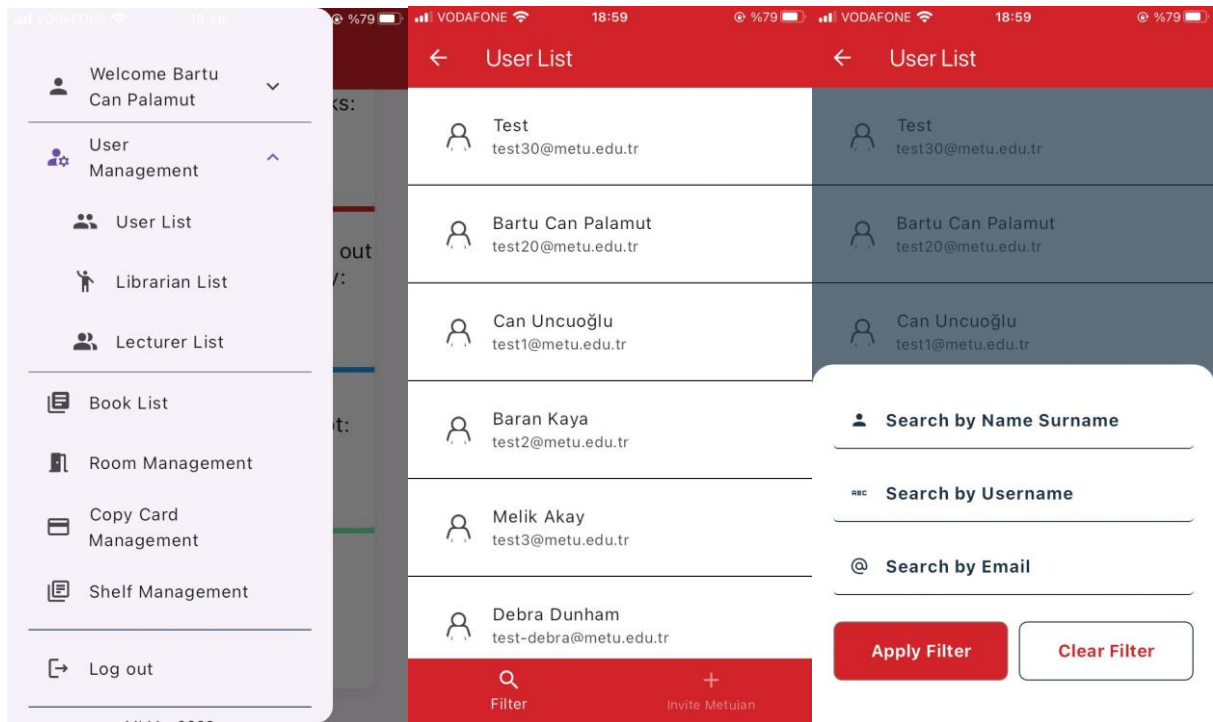 %79
Welcome Bartu
Can Palamut
User
Management
User List
Librarian List
Lecturer List
Book List
Room Management
Copy Card
Management
Shelf Management
Log out
ks:
out
y:
t:
VODAFONE 18:59 %79
User List
Test
test30@metu.edu.tr
Bartu Can Palamut
test20@metu.edu.tr
Can Uncuoğlu
test1@metu.edu.tr
Baran Kaya
test2@metu.edu.tr
Melik Akay
test3@metu.edu.tr
Debra Dunham
test-debra@metu.edu.tr
Filter
Invite Metuian
VODAFONE 18:59 %79
User List
Test
test30@metu.edu.tr
Bartu Can Palamut
test20@metu.edu.tr
Can Uncuoğlu
test1@metu.edu.tr
Search by Name Surname
ABC Search by Username
@ Search by Email
Apply Filter
Clear Filter